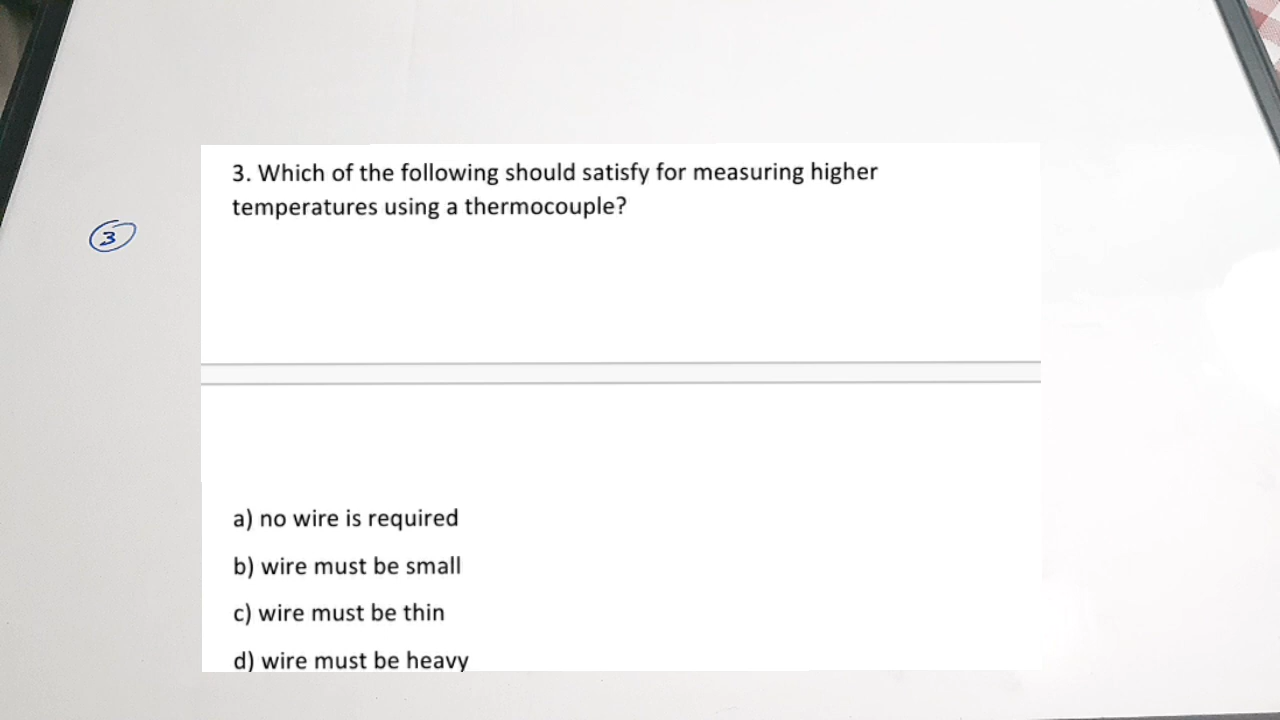 3. Which of the following should satisfy for measuring higher
temperatures using a thermocouple?
3
a) no wire is required
b) wire must be small
c) wire must be thin
d) wire must be heavy